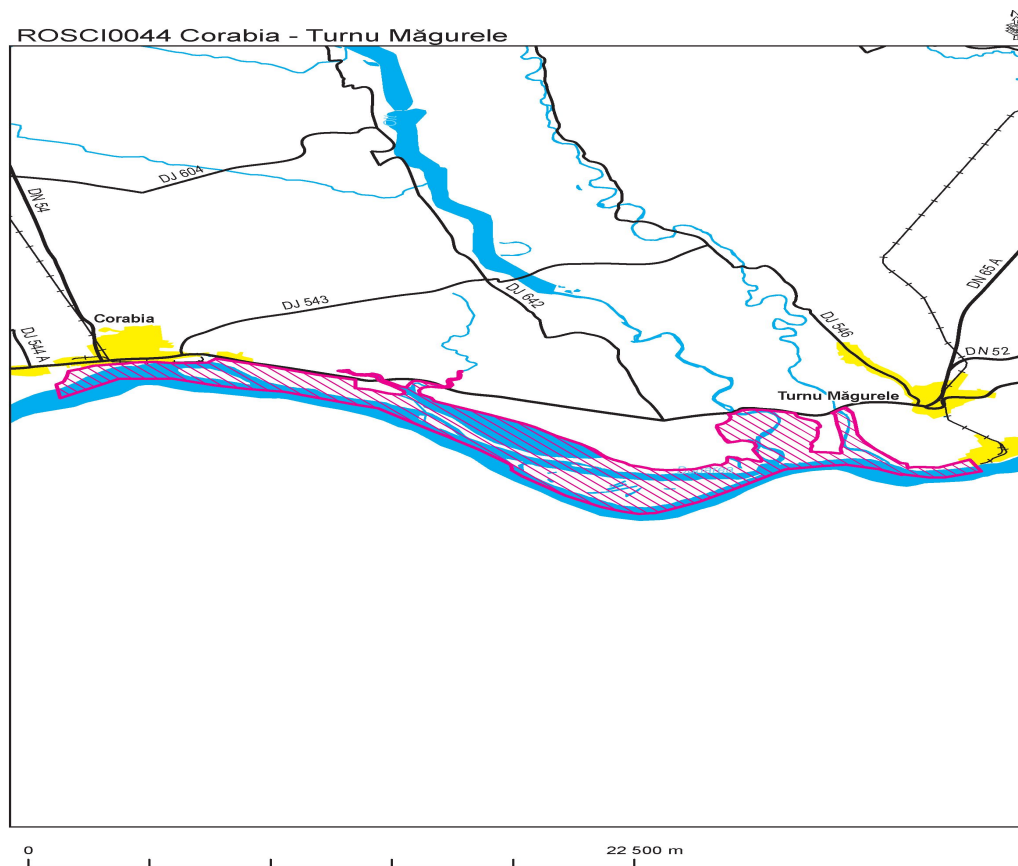 ROSCI0044 Corabia - Turnu Măgurele
DJ 604
DN 54
DN 65 A
DJ 543
DJ 642
Corabia
DJ 546
DJ 544 A
DN 52
Turnu Măgurele
0
22 500 m